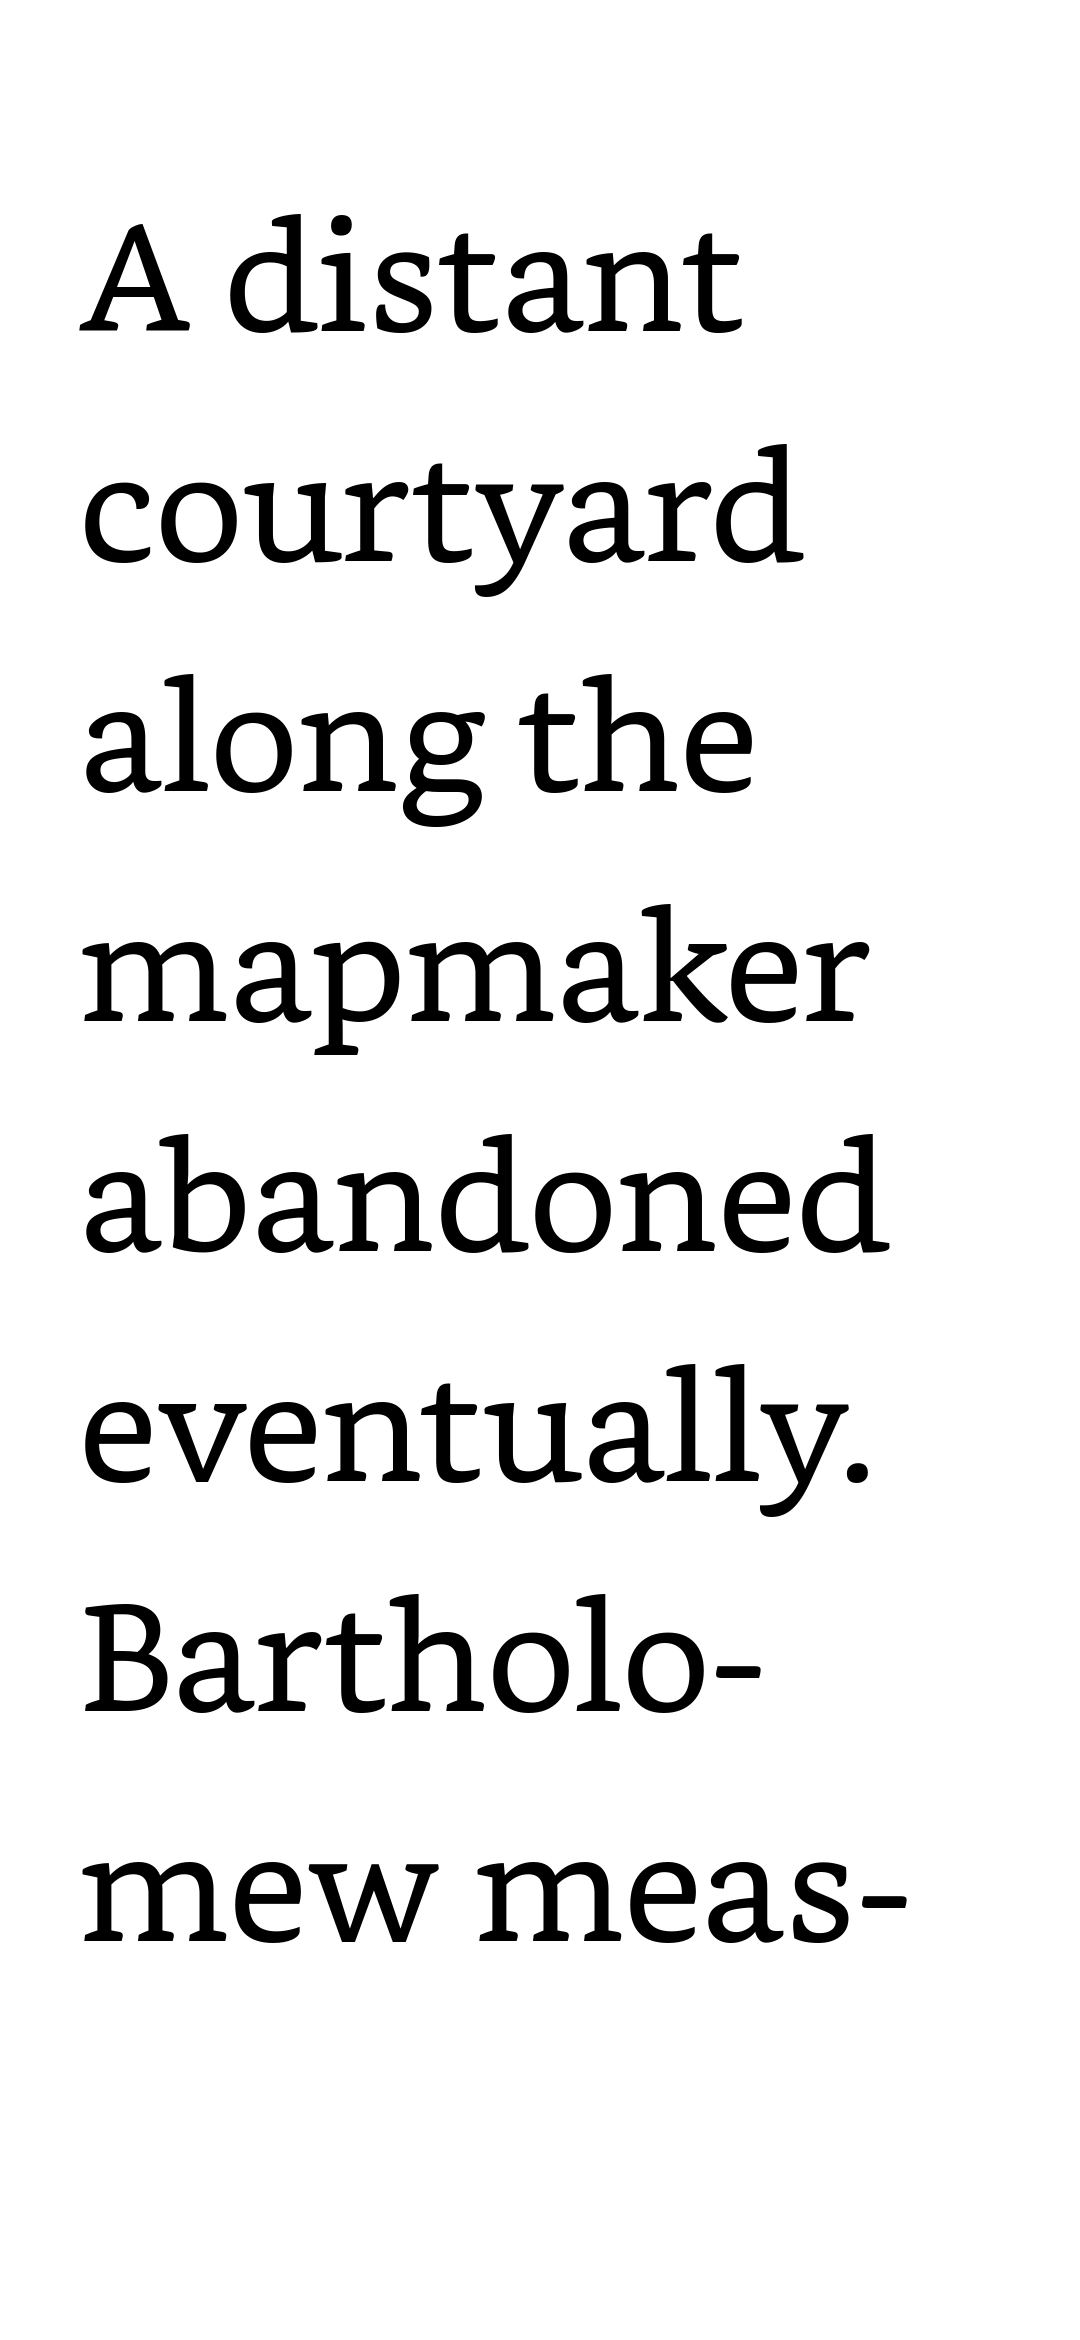 A distant
courtyard
along the
mapmaker
abandoned
eventually.
Bartholo-
mew meas-